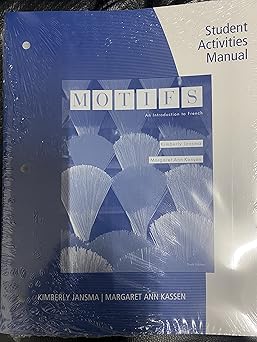 Student
Activities
Manual
MOTIFS
An Introduction to French
Kimberly Jansma
Margaret Ann Kassen
KIMBERLY JANSMA | MARGARET ANN KASSEN